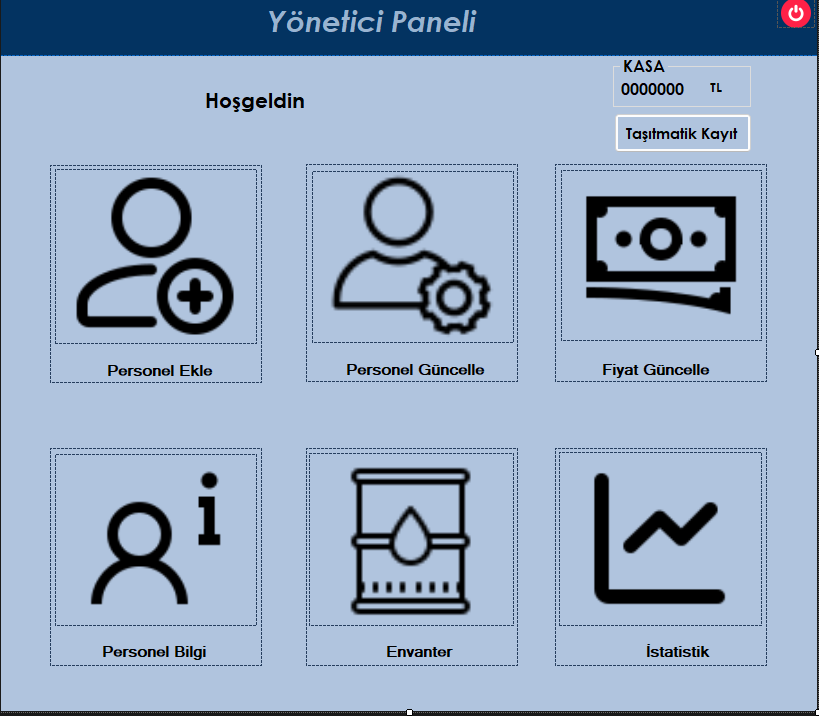 Yönetici Paneli
KASA
0000000 TL
Hoşgeldin
Taşıtmatik Kayıt
Personel Ekle
Personel Güncelle
Fiyat Güncelle
Personel Bilgi
Envanter
İstatistik